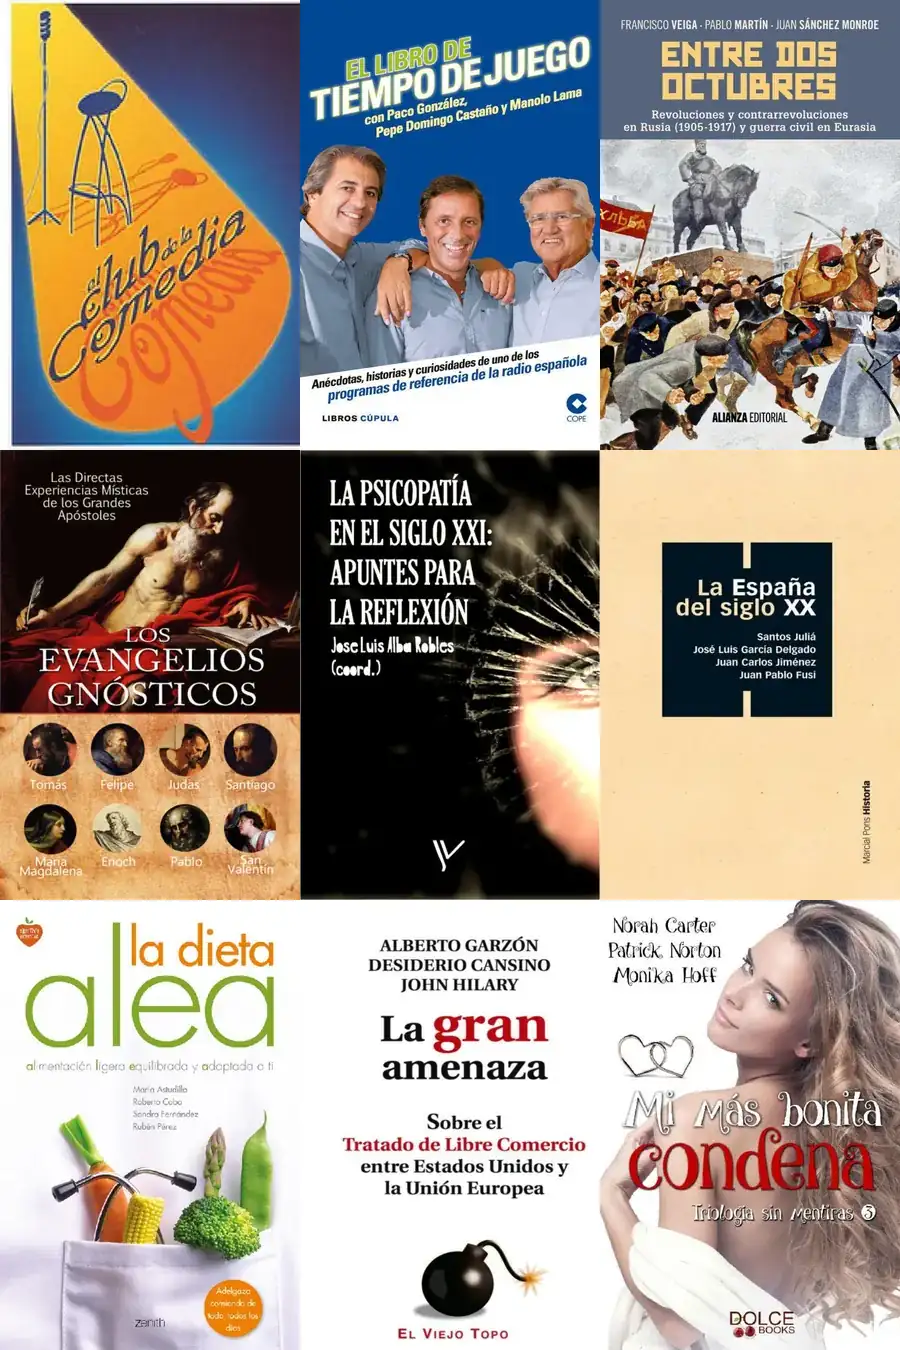 el
club
de la
Comedia
Comedia
EL LIBRO DE
TIEMPO DE JUEGO
con Paco González,
Pepe Domingo Castaño y Manolo Lama
Anécdotas, historias y curiosidades de uno de los
programas de referencia de la radio española
LIBROS CÚPULA
COPE
FRANCISCO VEIGA · PABLO MARTÍN · JUAN SÁNCHEZ MONROE
ENTRE DOS
OCTUBRES
Revoluciones y contrarrevoluciones
en Rusia (1905-1917) y guerra civil en Eurasia
ALIANZA EDITORIAL
Las Directas
Experiencias Místicas
de los Grandes
Apóstoles
LOS
EVANGELIOS
GNÓSTICOS
Tomás
Felipe
Judas
Santiago
María
Magdalena
Enoch
Pablo
San
Valentín
LA PSICOPATÍA
EN EL SIGLO XXI:
APUNTES PARA
LA REFLEXIÓN
Jose Luis Alba Robles
(coord.)
La España
del siglo XX
Santos Juliá
José Luis García Delgado
Juan Carlos Jiménez
Juan Pablo Fusi
Marcial Pons Historia
la dieta
alea
alimentación ligera equilibrada y adaptada a ti
María Astudillo
Roberto Cabo
Sandra Fernández
Rubén Pérez
Adelgaza
comiendo de
todo, todos los
días
zenith
ALBERTO GARZÓN
DESIDERIO CANSINO
JOHN HILARY
La gran
amenaza
Sobre el
Tratado de Libre Comercio
entre Estados Unidos y
la Unión Europea
EL VIEJO TOPO
Norah Carter
Patrick Norton
Monika Hoff
Mi más bonita
condena
Triología sin mentiras 3
DOLCE
BOOKS